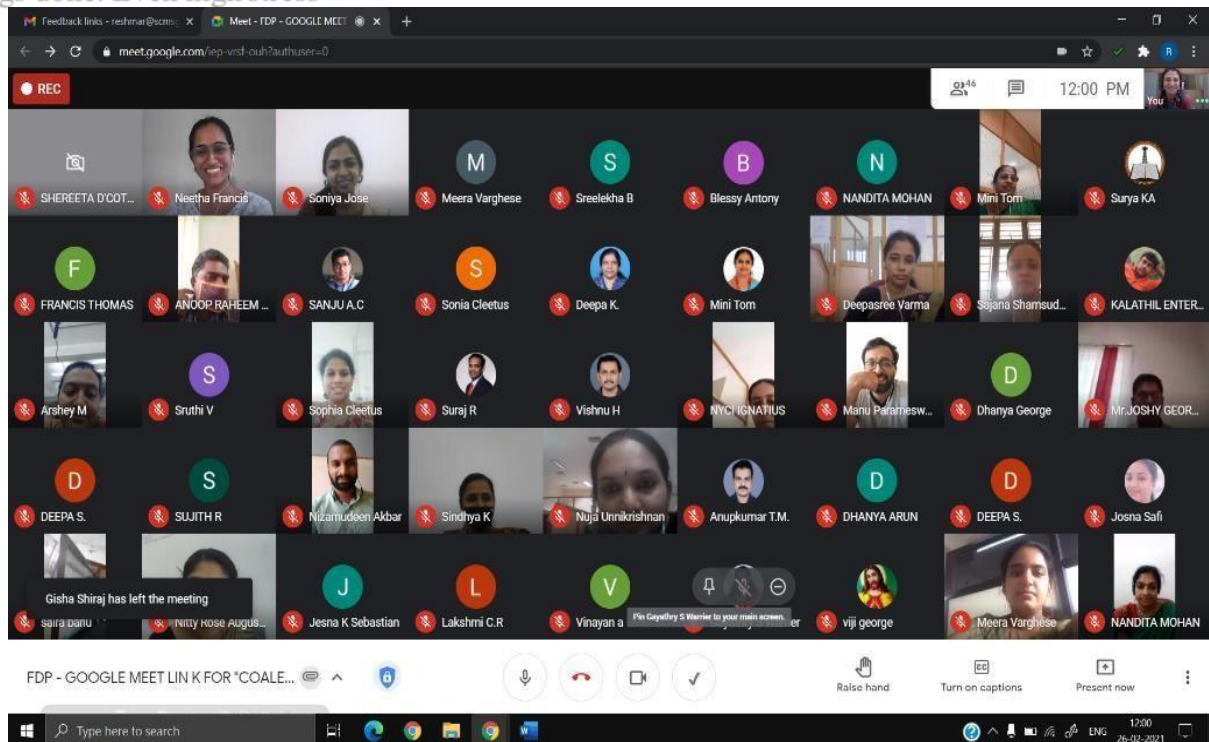 Feedback links - reshmar@scms
Meet - FDP - GOOGLE MEET
meet.google.com/iep-vrsf-ouh?authuser=0
R
REC
46
12:00 PM
You
SHEREETA D'COT...
Neetha Francis
Soniya Jose
M
Meera Varghese
S
Sreelekha B
B
Blessy Antony
N
NANDITA MOHAN
Mini Tom
Surya KA
F
FRANCIS THOMAS
ANOOP RAHEEM ...
SANJU A.C
S
Sonia Cleetus
Deepa K.
Mini Tom
Deepasree Varma
Sajana Shamsud...
KALATHIL ENTER...
Arshey M
S
Sruthi V
Sophia Cleetus
Suraj R
Vishnu H
NYCI IGNATIUS
Manu Paramesw...
D
Dhanya George
Mr.JOSHY GEOR...
D
DEEPA S.
S
SUJITH R
Nizamudeen Akbar
Sindhya K
Nuja Unnikrishnan
Anupkumar T.M.
D
DHANYA ARUN
D
DEEPA S.
Josna Safi
Gisha Shiraj has left the meeting
saira banu
Nitty Rose Augus...
J
Jesna K Sebastian
L
Lakshmi C.R
V
Vinayan a
Pin Gayathry S Warrier to your main screen.
viji george
Meera Varghese
NANDITA MOHAN
FDP - GOOGLE MEET LIN K FOR "COALE...
Raise hand
CC
Turn on captions
Present now
Type here to search
ENG
12:00
26-02-2021